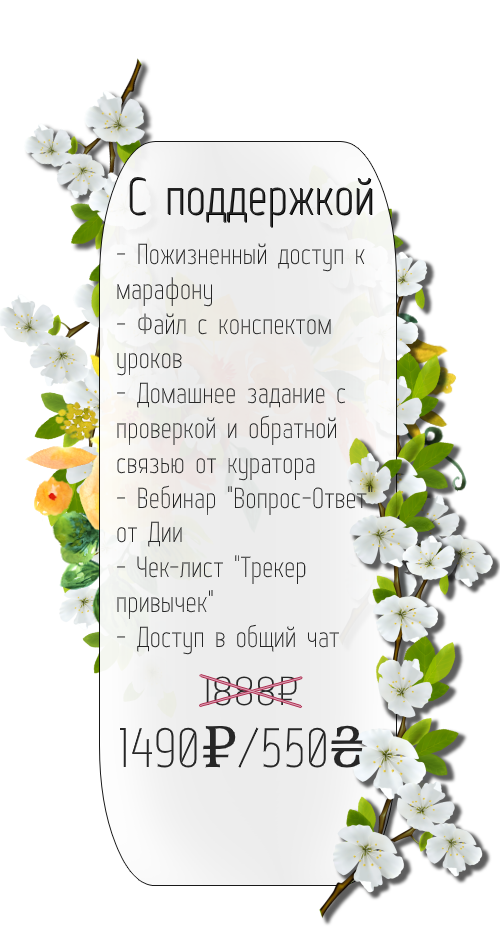 С поддержкой
- Пожизненный доступ к
марафону
- Файл с конспектом
уроков
- Домашнее задание с
проверкой и обратной
связью от куратора
- Вебинар "Вопрос-Ответ"
от Дии
- Чек-лист "Трекер
привычек"
- Доступ в общий чат
1888₽
1490₽/550₴